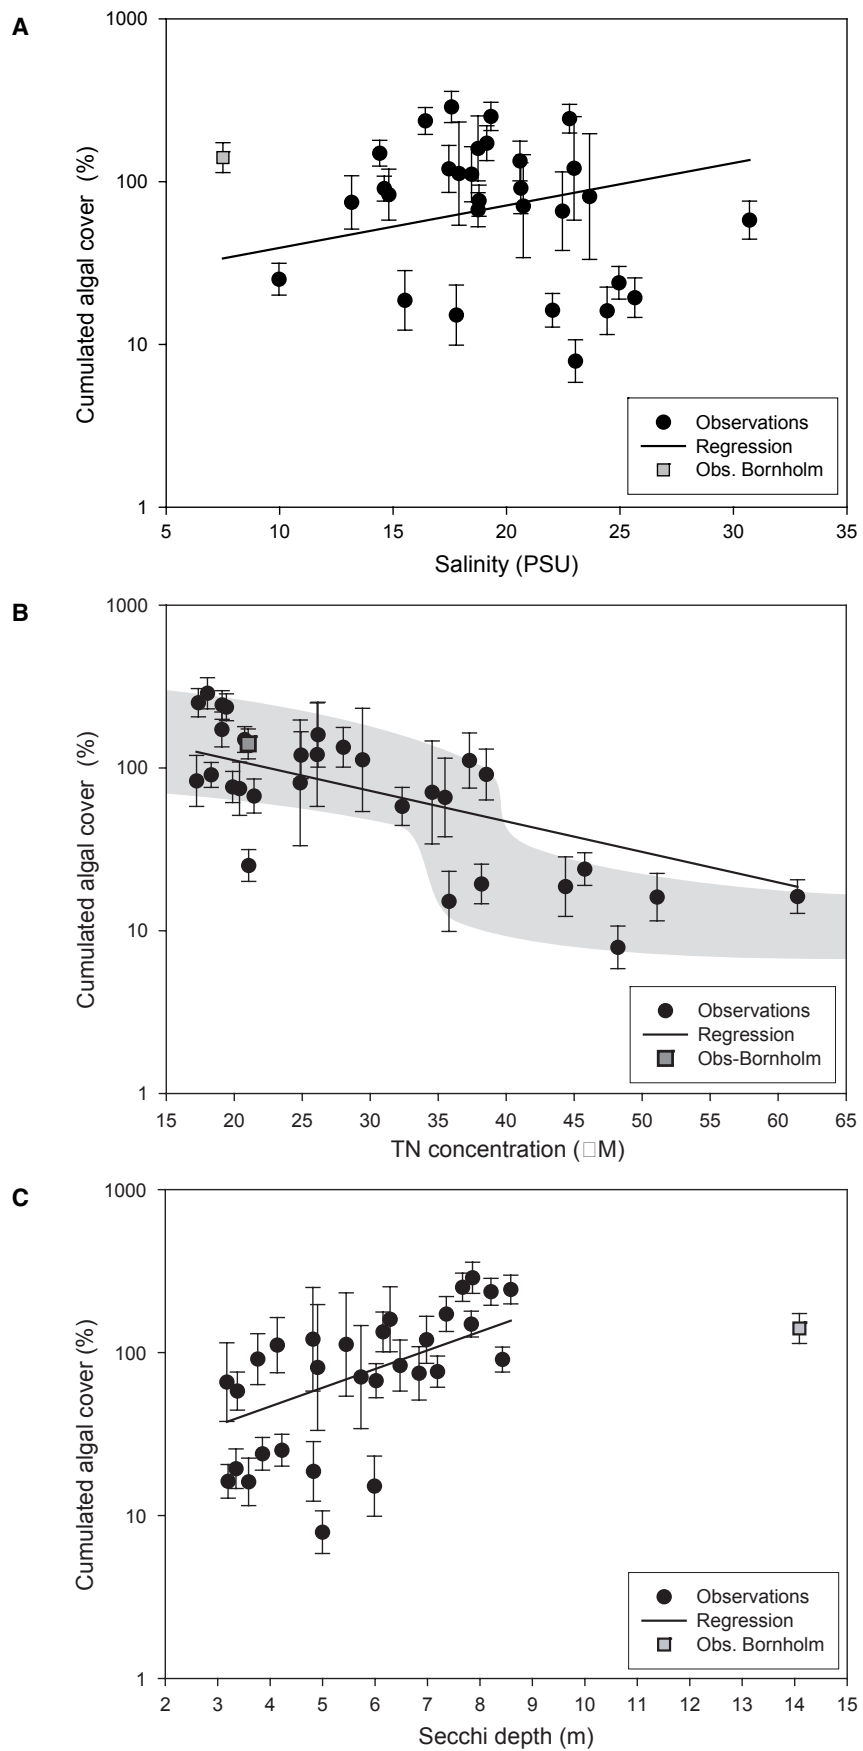 A
Cumulated algal cover (%)
1000
100
10
1
5 10 15 20 25 30 35
Salinity (PSU)
Observations
Regression
Obs. Bornholm
B
Cumulated algal cover (%)
1000
100
10
1
15 20 25 30 35 40 45 50 55 60 65
TN concentration (□M)
Observations
Regression
Obs-Bornholm
C
Cumulated algal cover (%)
1000
100
10
1
2 3 4 5 6 7 8 9 10 11 12 13 14 15
Secchi depth (m)
Observations
Regression
Obs. Bornholm